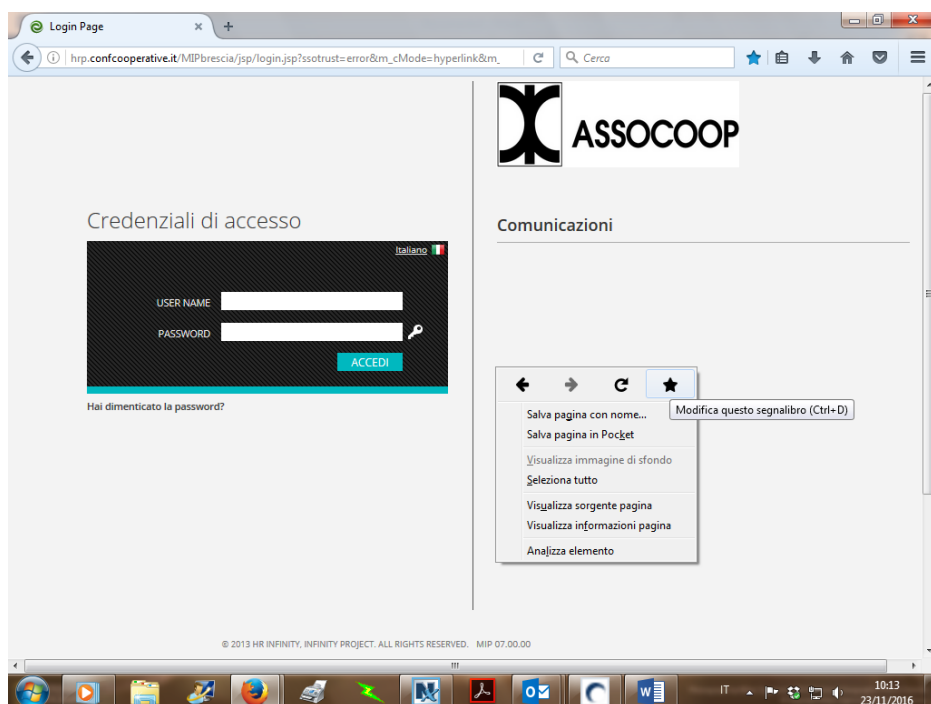 Login Page
hrp.confcooperative.it/MIPbrescia/jsp/login.jsp?ssotrust=error&m_cMode=hyperlink&m_
Cerca
ASSOCOOP
Credenziali di accesso
Comunicazioni
Italiano
USER NAME
PASSWORD
ACCEDI
Hai dimenticato la password?
Modifica questo segnalibro (Ctrl+D)
Salva pagina con nome...
Salva pagina in Pocket
Visualizza immagine di sfondo
Seleziona tutto
Visualizza sorgente pagina
Visualizza informazioni pagina
Analizza elemento
© 2013 HR INFINITY, INFINITY PROJECT. ALL RIGHTS RESERVED. MIP 07.00.00
IT
10:13
23/11/2016